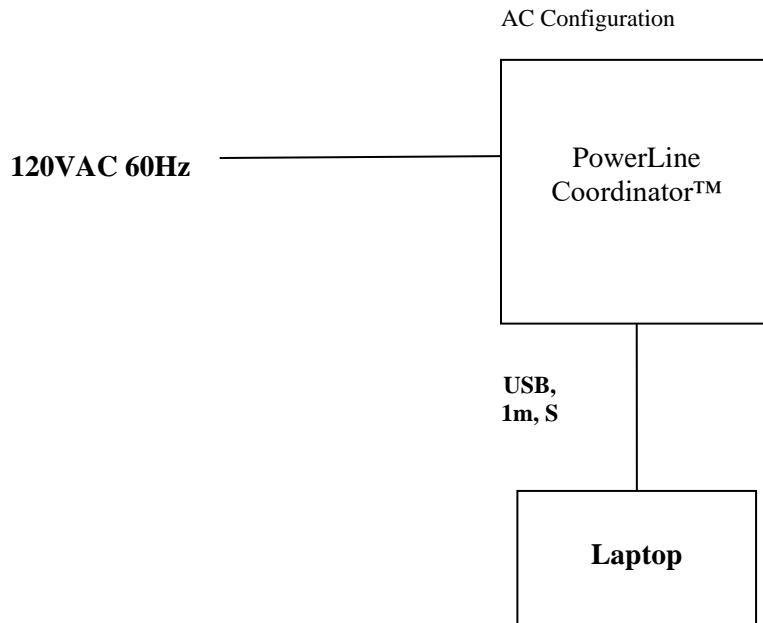 AC Configuration
120VAC 60Hz
PowerLine
Coordinator™
USB,
1m, S
Laptop